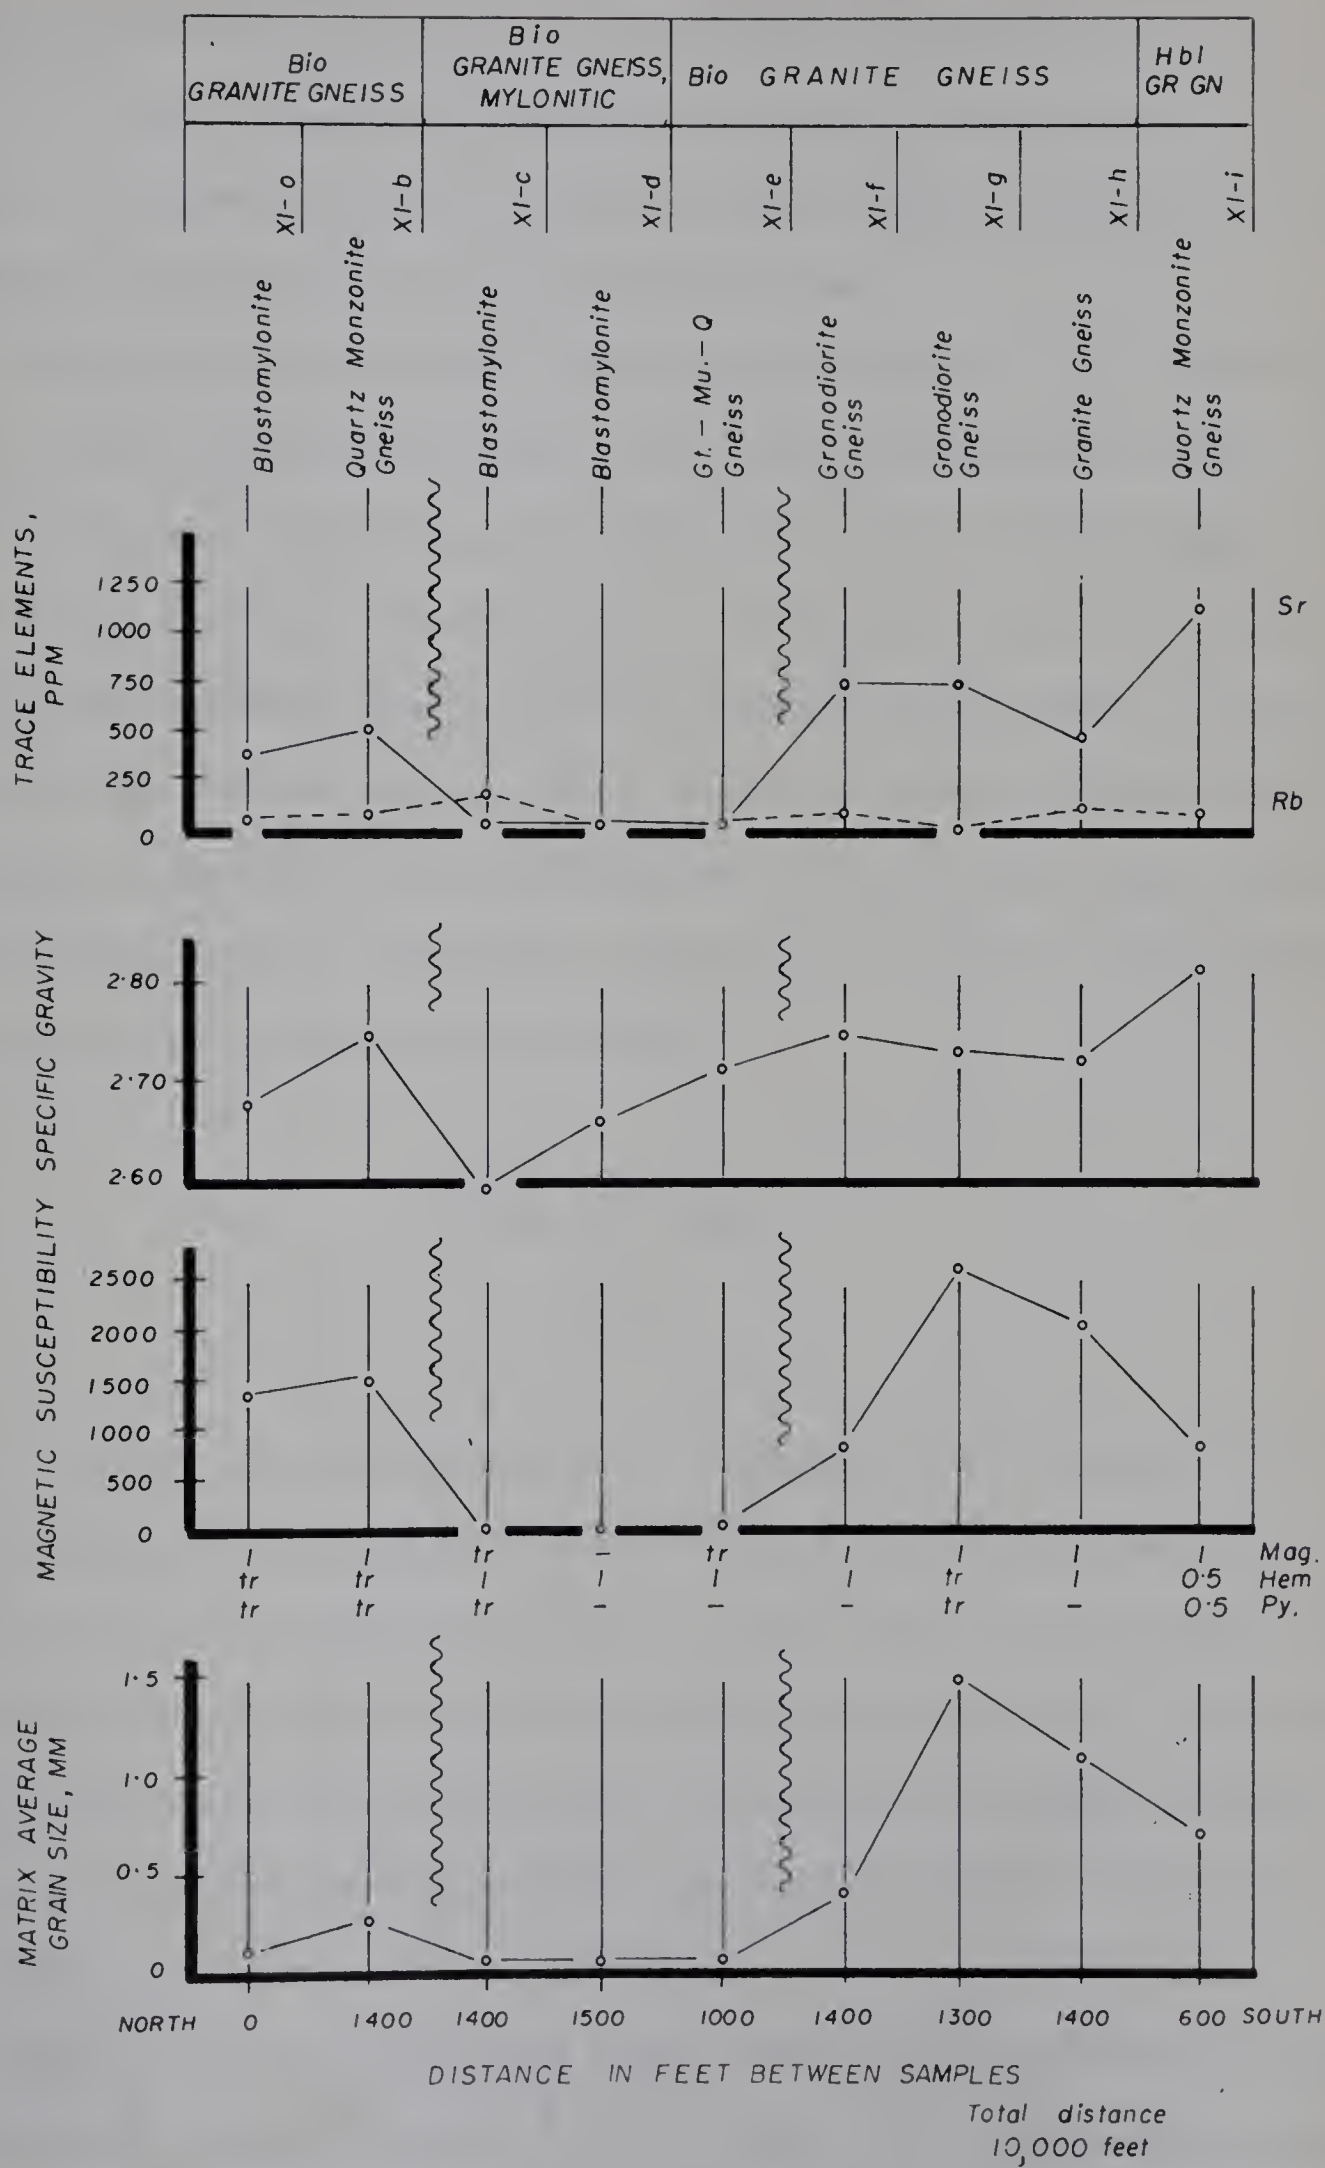 Bio
GRANITE GNEISS
Bio
GRANITE GNEISS,
MYLONITIC
Bio GRANITE GNEISS
Hbl
GR GN
XI-a
XI-b
XI-c
XI-d
XI-e
XI-f
XI-g
XI-h
XI-i
Blastomylonite
Quartz Monzonite
Gneiss
Blastomylonite
Blastomylonite
Gt. - Mu. - Q
Gneiss
Granodiorite
Gneiss
Granodiorite
Gneiss
Granite Gneiss
Quartz Monzonite
Gneiss
TRACE ELEMENTS,
PPM
1250
1000
750
500
250
0
Sr
Rb
SPECIFIC GRAVITY
2.80
2.70
2.60
MAGNETIC SUSCEPTIBILITY
2500
2000
1500
1000
500
0
1 1 tr - tr 1 1 1 1 Mag.
tr tr 1 1 1 1 tr 1 0.5 Hem
tr tr tr - - - tr - 0.5 Py.
MATRIX AVERAGE
GRAIN SIZE, MM
1.5
1.0
0.5
0
NORTH 0 1400 1400 1500 1000 1400 1300 1400 600 SOUTH
DISTANCE IN FEET BETWEEN SAMPLES
Total distance
10,000 feet